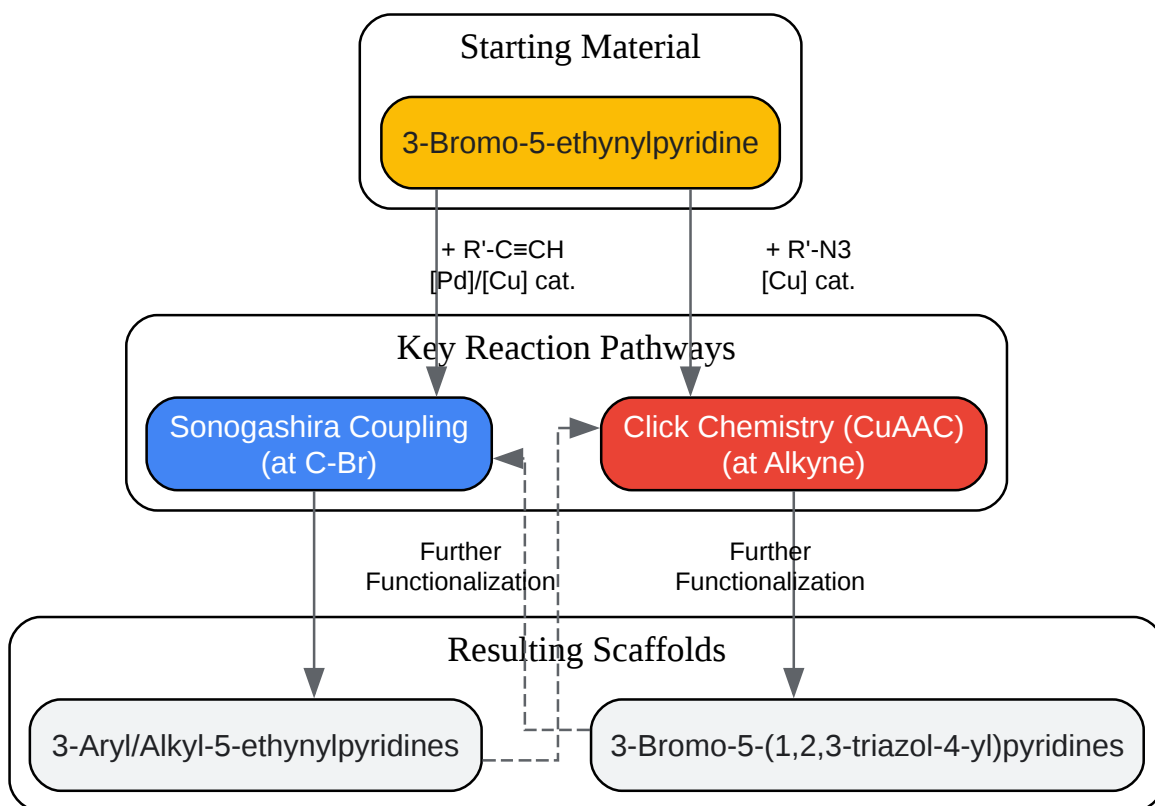 Starting Material
3-Bromo-5-ethynylpyridine
+ R'-C≡CH
[Pd]/[Cu] cat.
+ R'-N3
[Cu] cat.
Key Reaction Pathways
Sonogashira Coupling
(at C-Br)
Click Chemistry (CuAAC)
(at Alkyne)
Further
Functionalization
Further
Functionalization
Resulting Scaffolds
3-Aryl/Alkyl-5-ethynylpyridines
3-Bromo-5-(1,2,3-triazol-4-yl)pyridines